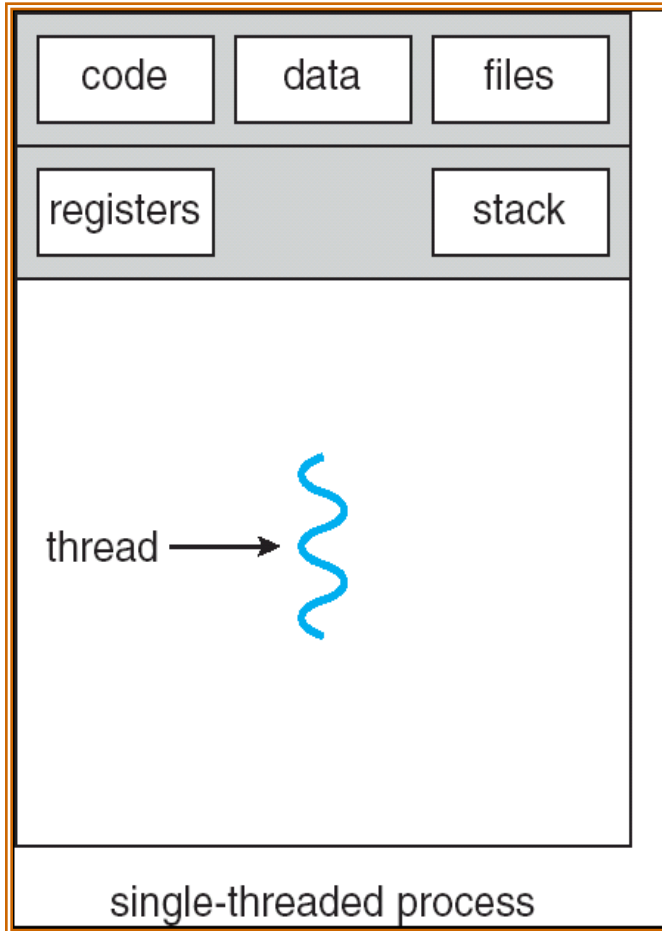 code data files
registers stack
thread
single-threaded process